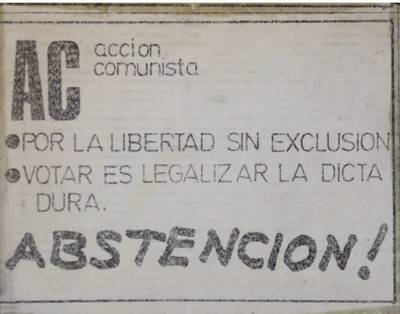 AC accion
comunista
•POR LA LIBERTAD SIN EXCLUSION
•VOTAR ES LEGALIZAR LA DICTA
DURA.
ABSTENCION!